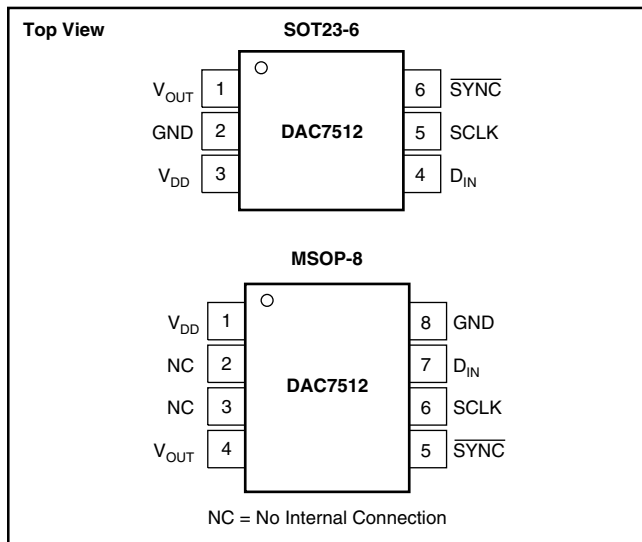 Top View
SOT23-6
V_OUT 1 6 S̅Y̅N̅C̅
GND 2 DAC7512 5 SCLK
V_DD 3 4 D_IN
MSOP-8
V_DD 1 8 GND
NC 2 7 D_IN
DAC7512
NC 3 6 SCLK
V_OUT 4 5 S̅Y̅N̅C̅
NC = No Internal Connection